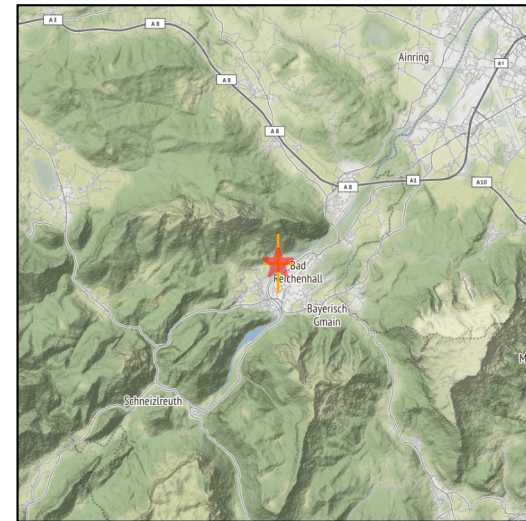 A 8
A 8
Ainring
A1
A 8
A 8
A 8
A1
A10
Bad
Reichenhall
Bayerisch
Gmain
M
Schneizlreuth